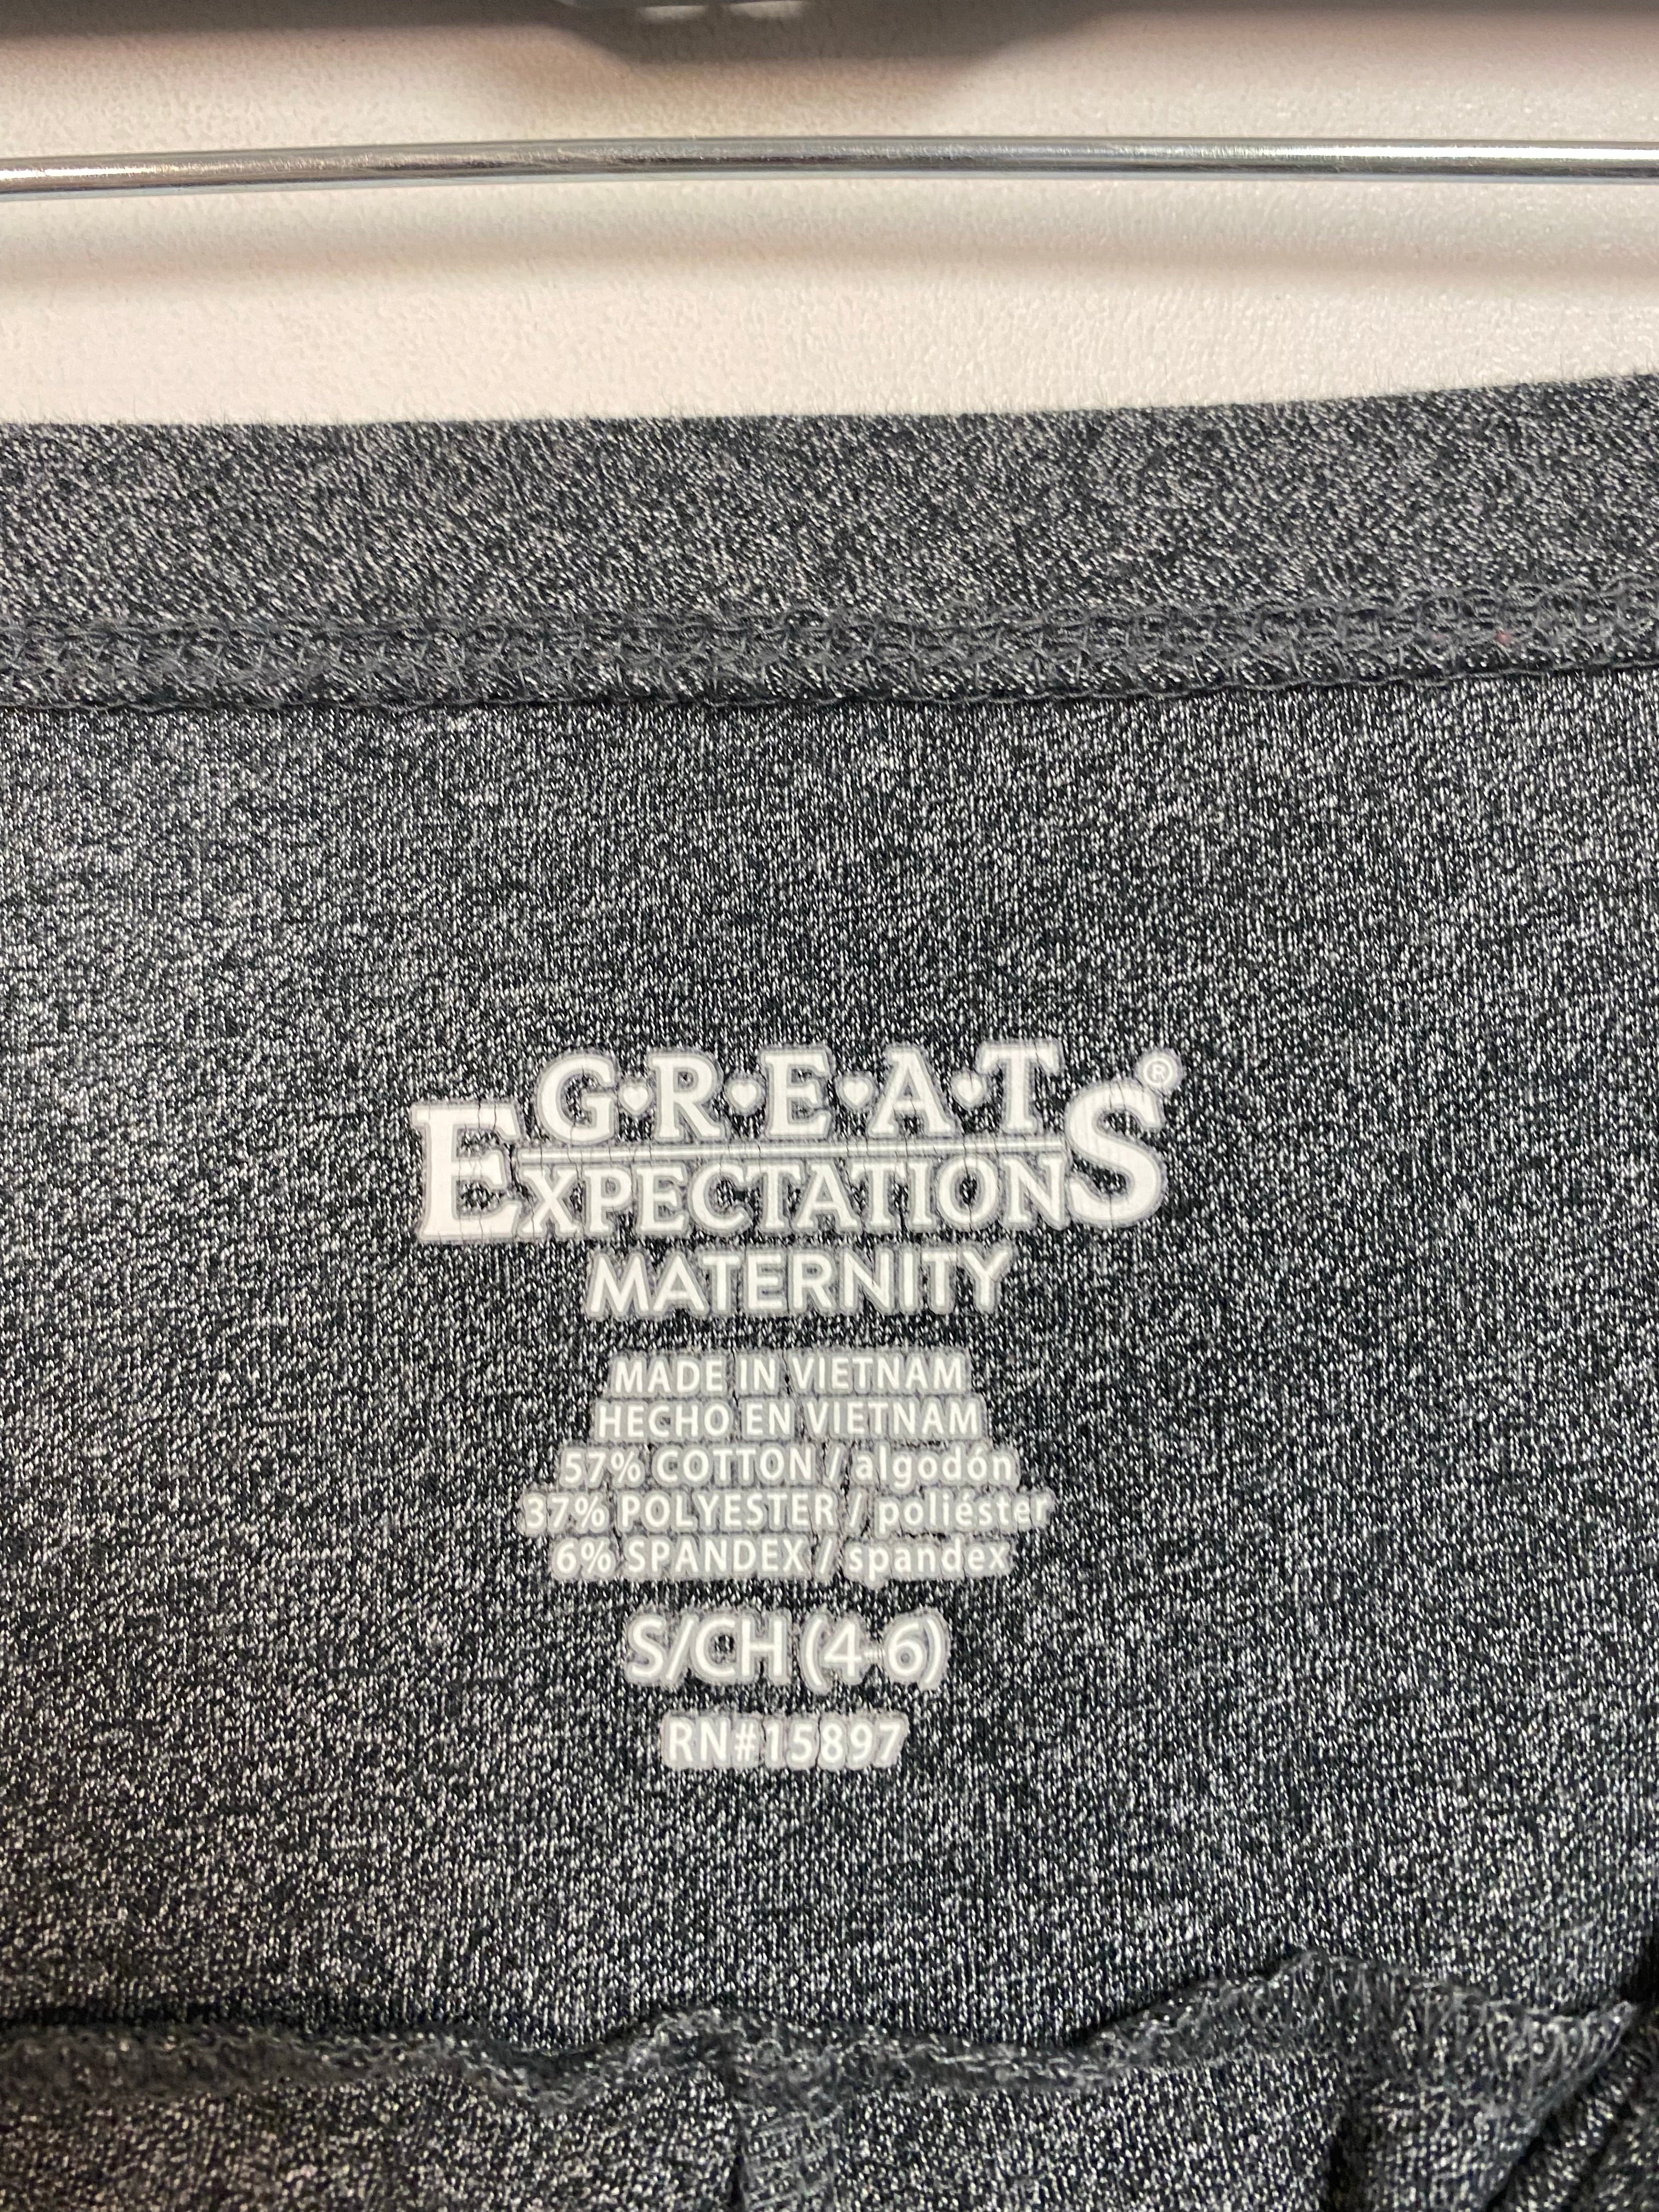 G♥R♥E♥A♥T
EXPECTATIONS®
MATERNITY
MADE IN VIETNAM
HECHO EN VIETNAM
57% COTTON / algodón
37% POLYESTER / poliéster
6% SPANDEX / spandex
S/CH (4-6)
RN#15897